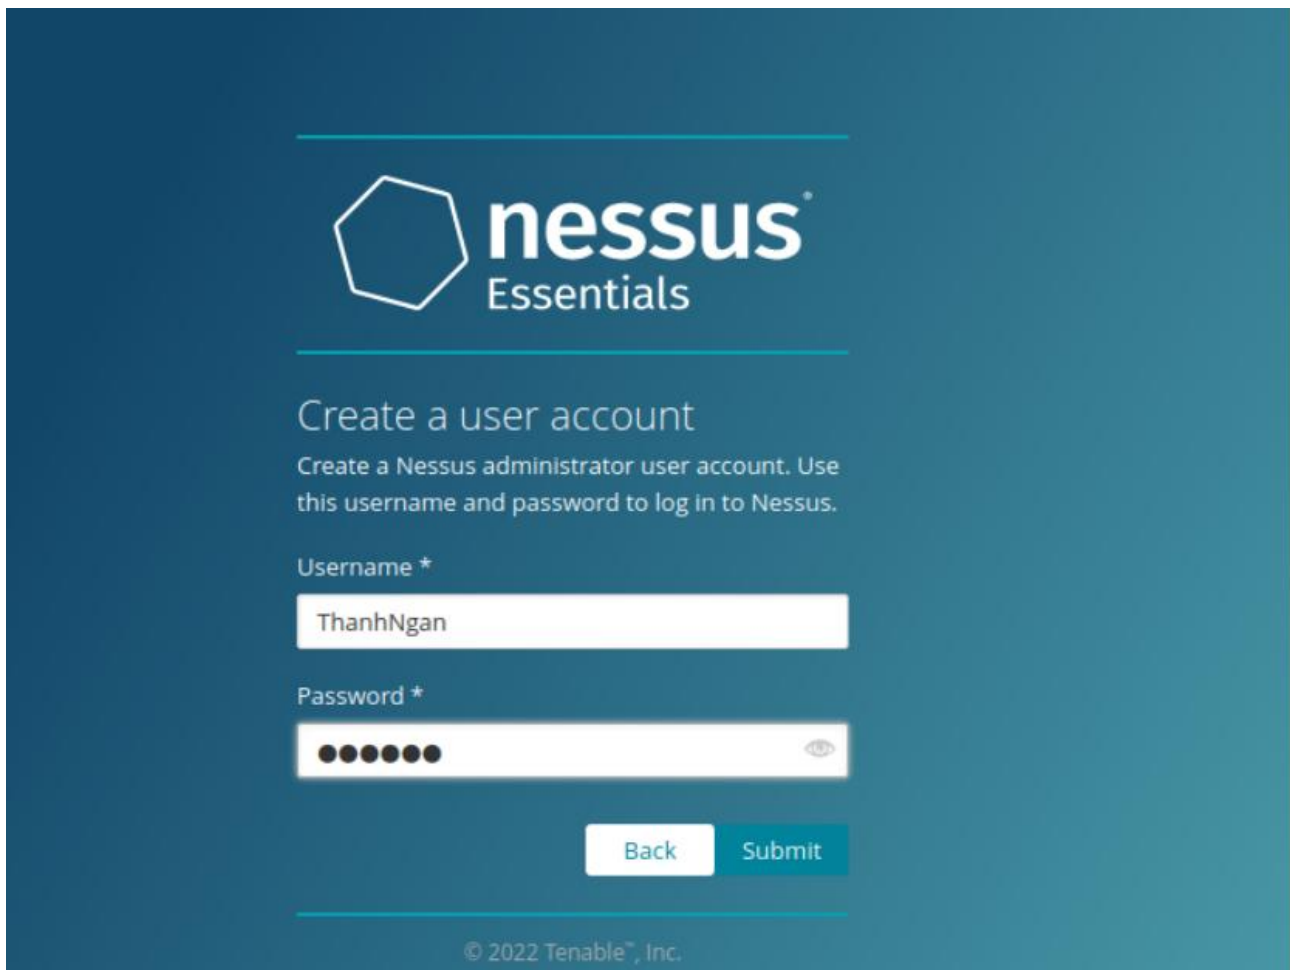 nessus®
Essentials
Create a user account
Create a Nessus administrator user account. Use
this username and password to log in to Nessus.
Username *
ThanhNgan
Password *
●●●●●●
Back Submit
© 2022 Tenable™, Inc.